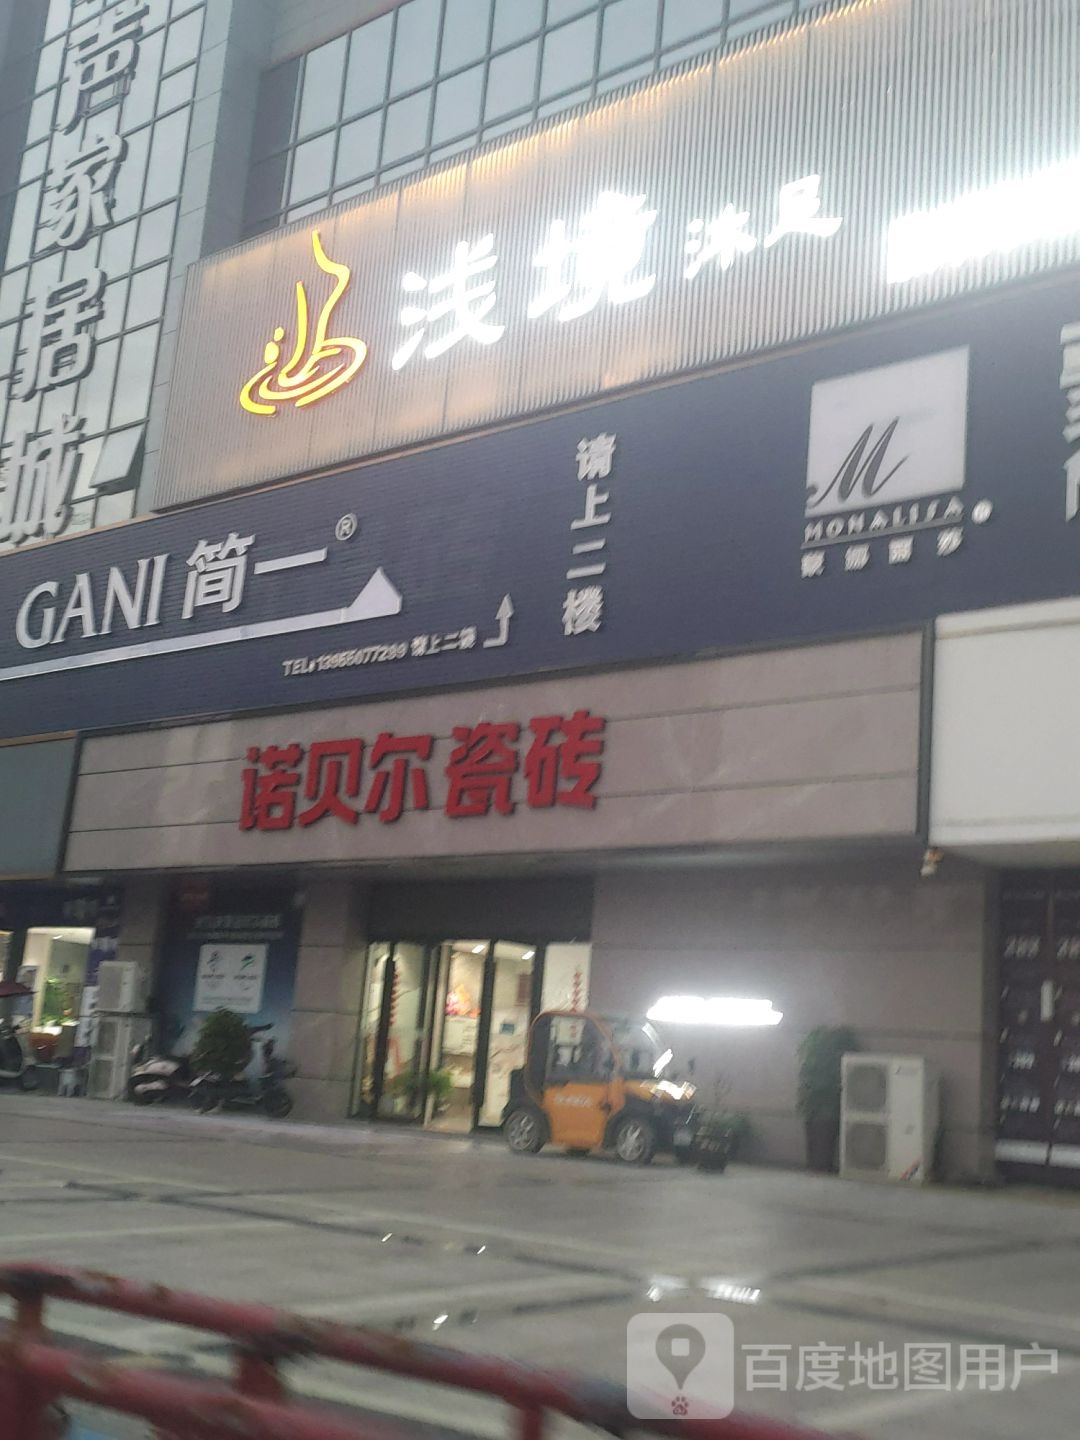 声家居城
浅境 沐足
GANI 简一®
TEL:13955077299 请上二楼
请上二楼
M
MONALISA®
蒙娜丽莎
诺贝尔瓷砖
百度地图用户